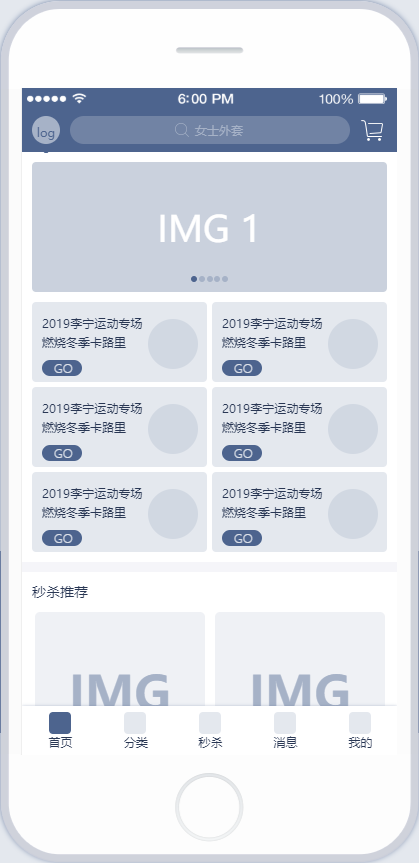 6:00 PM
100%
log
女士外套
IMG 1
2019李宁运动专场
燃烧冬季卡路里
GO
2019李宁运动专场
燃烧冬季卡路里
GO
2019李宁运动专场
燃烧冬季卡路里
GO
2019李宁运动专场
燃烧冬季卡路里
GO
2019李宁运动专场
燃烧冬季卡路里
GO
2019李宁运动专场
燃烧冬季卡路里
GO
秒杀推荐
IMG
IMG
首页
分类
秒杀
消息
我的